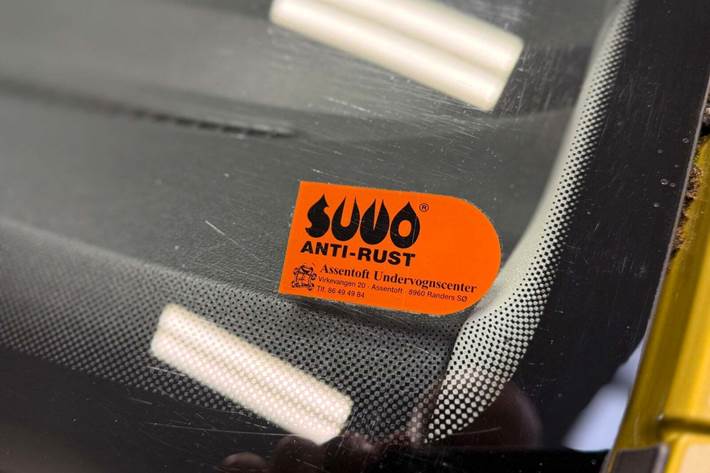 SUVO®
ANTI-RUST
Assentoft Undervognscenter
Virkevangen 20 - Assentoft 8960 Randers SØ
Tlf. 86 49 49 84